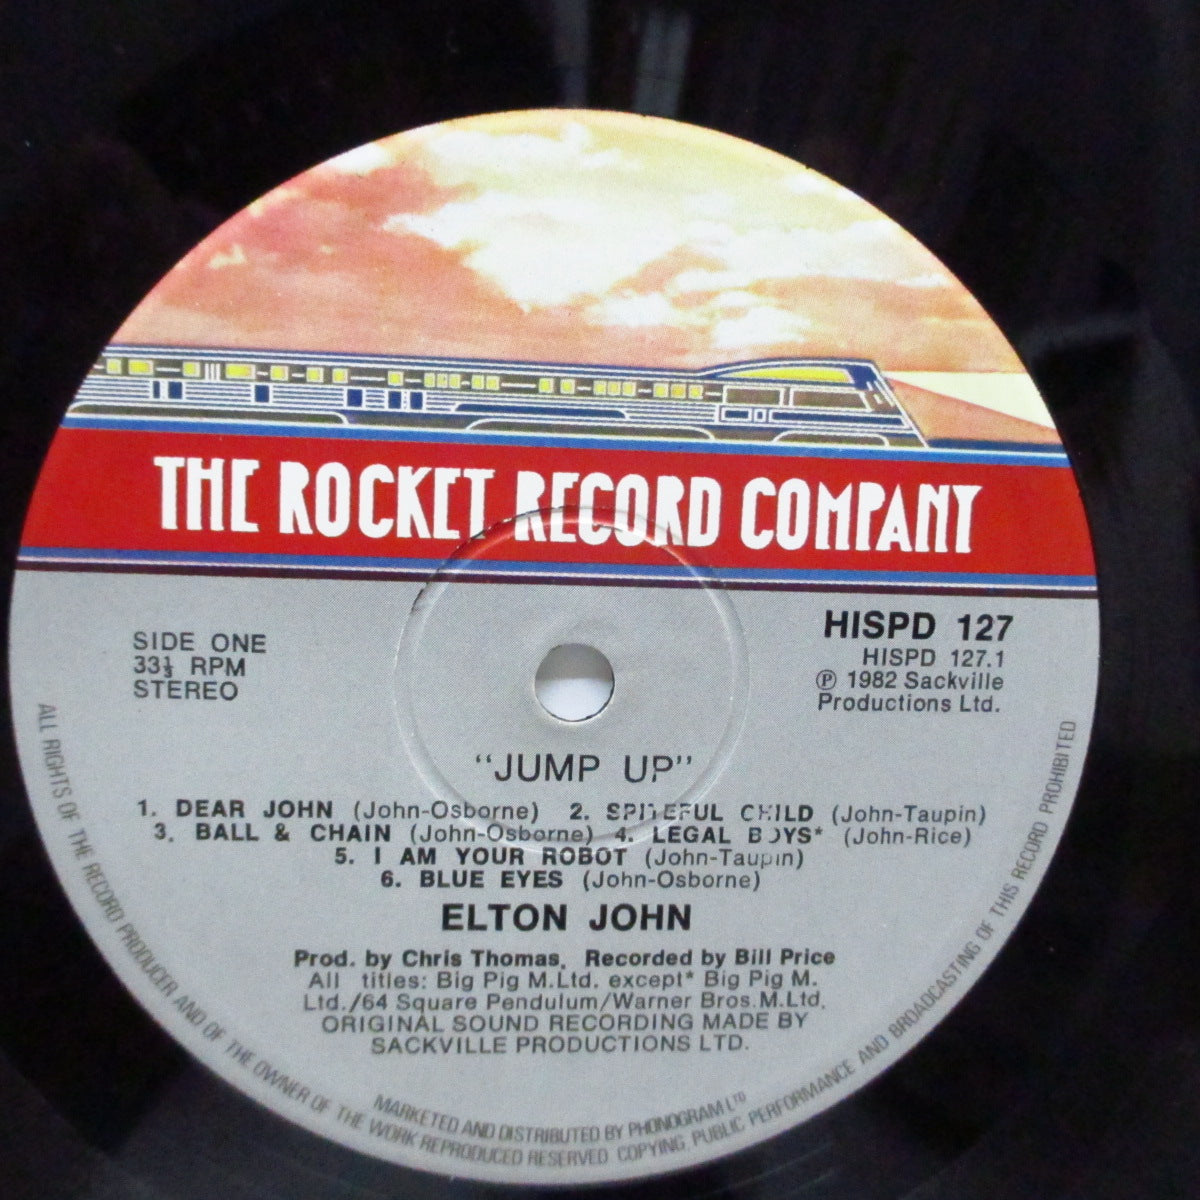 THE ROCKET RECORD COMPANY
SIDE ONE
33⅓ RPM
STEREO
HISPD 127
HISPD 127.1
℗ 1982 Sackville
Productions Ltd.
"JUMP UP"
1. DEAR JOHN (John-Osborne) 2. SPITEFUL CHILD (John-Taupin)
3. BALL & CHAIN (John-Osborne) 4. LEGAL BOYS* (John-Rice)
5. I AM YOUR ROBOT (John-Taupin)
6. BLUE EYES (John-Osborne)
ELTON JOHN
Prod. by Chris Thomas. Recorded by Bill Price
All titles: Big Pig M.Ltd. except* Big Pig M.
Ltd./64 Square Pendulum/Warner Bros.M.Ltd.
ORIGINAL SOUND RECORDING MADE BY
SACKVILLE PRODUCTIONS LTD.
MARKETED AND DISTRIBUTED BY PHONOGRAM LTD
ALL RIGHTS OF THE RECORD PRODUCER AND OF THE OWNER OF THE WORK REPRODUCED RESERVED COPYING, PUBLIC PERFORMANCE AND BROADCASTING OF THIS RECORD PROHIBITED